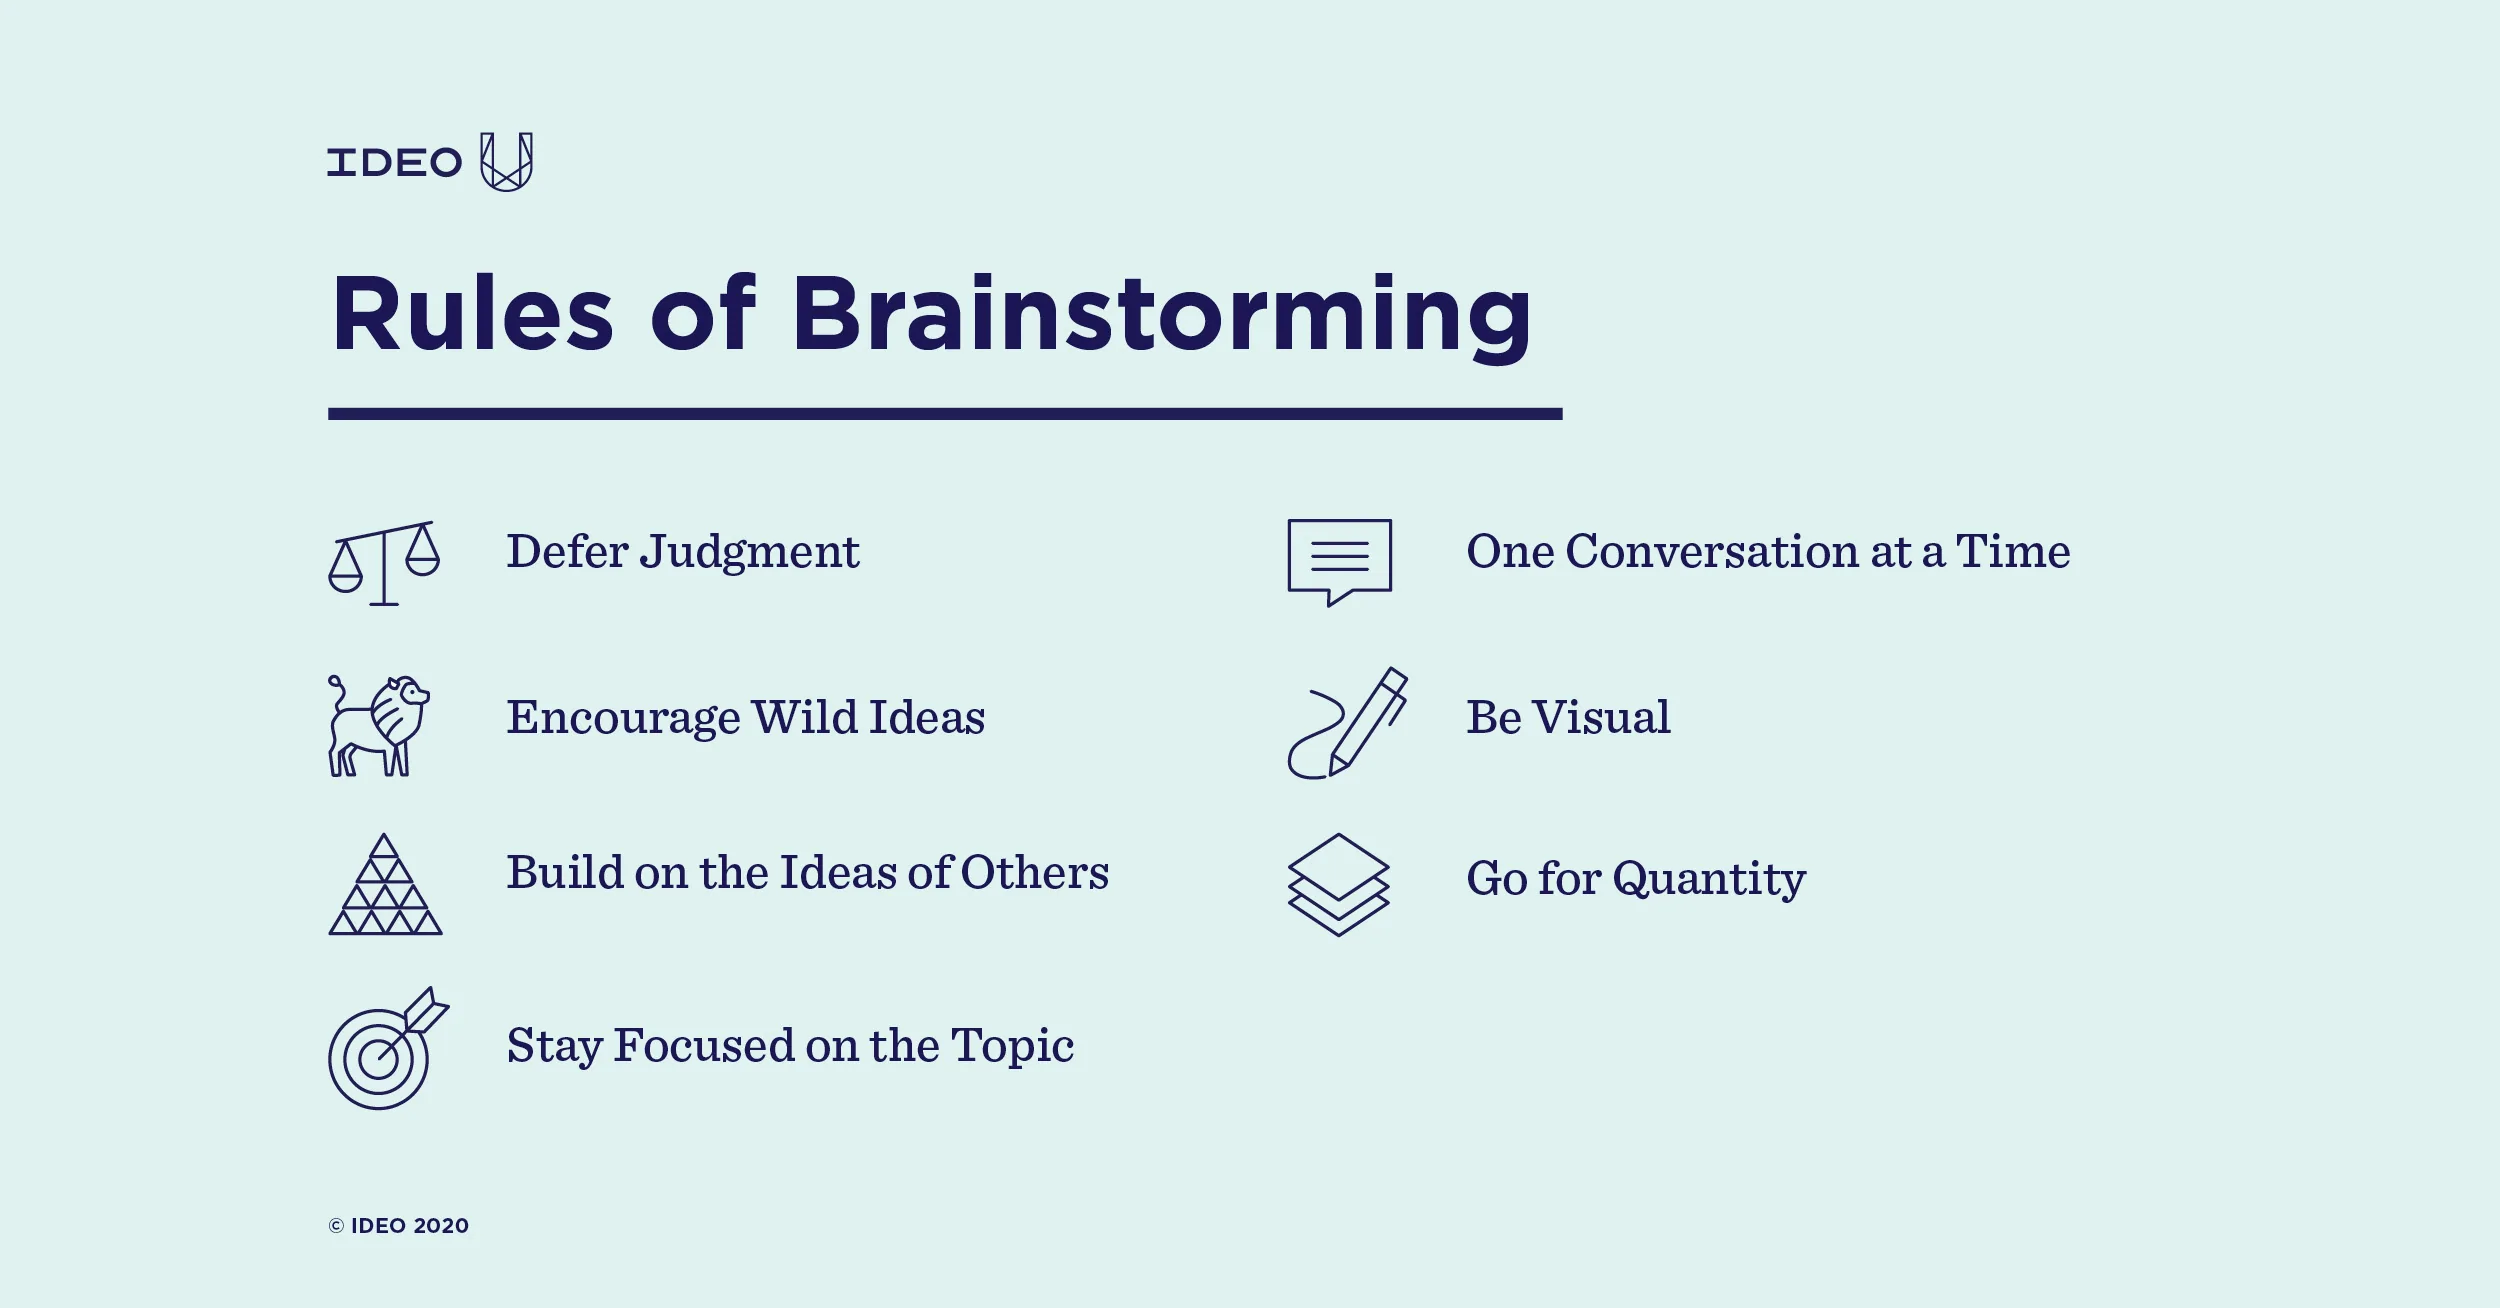 IDEO U
Rules of Brainstorming
Defer Judgment
Encourage Wild Ideas
Build on the Ideas of Others
Stay Focused on the Topic
One Conversation at a Time
Be Visual
Go for Quantity
© IDEO 2020